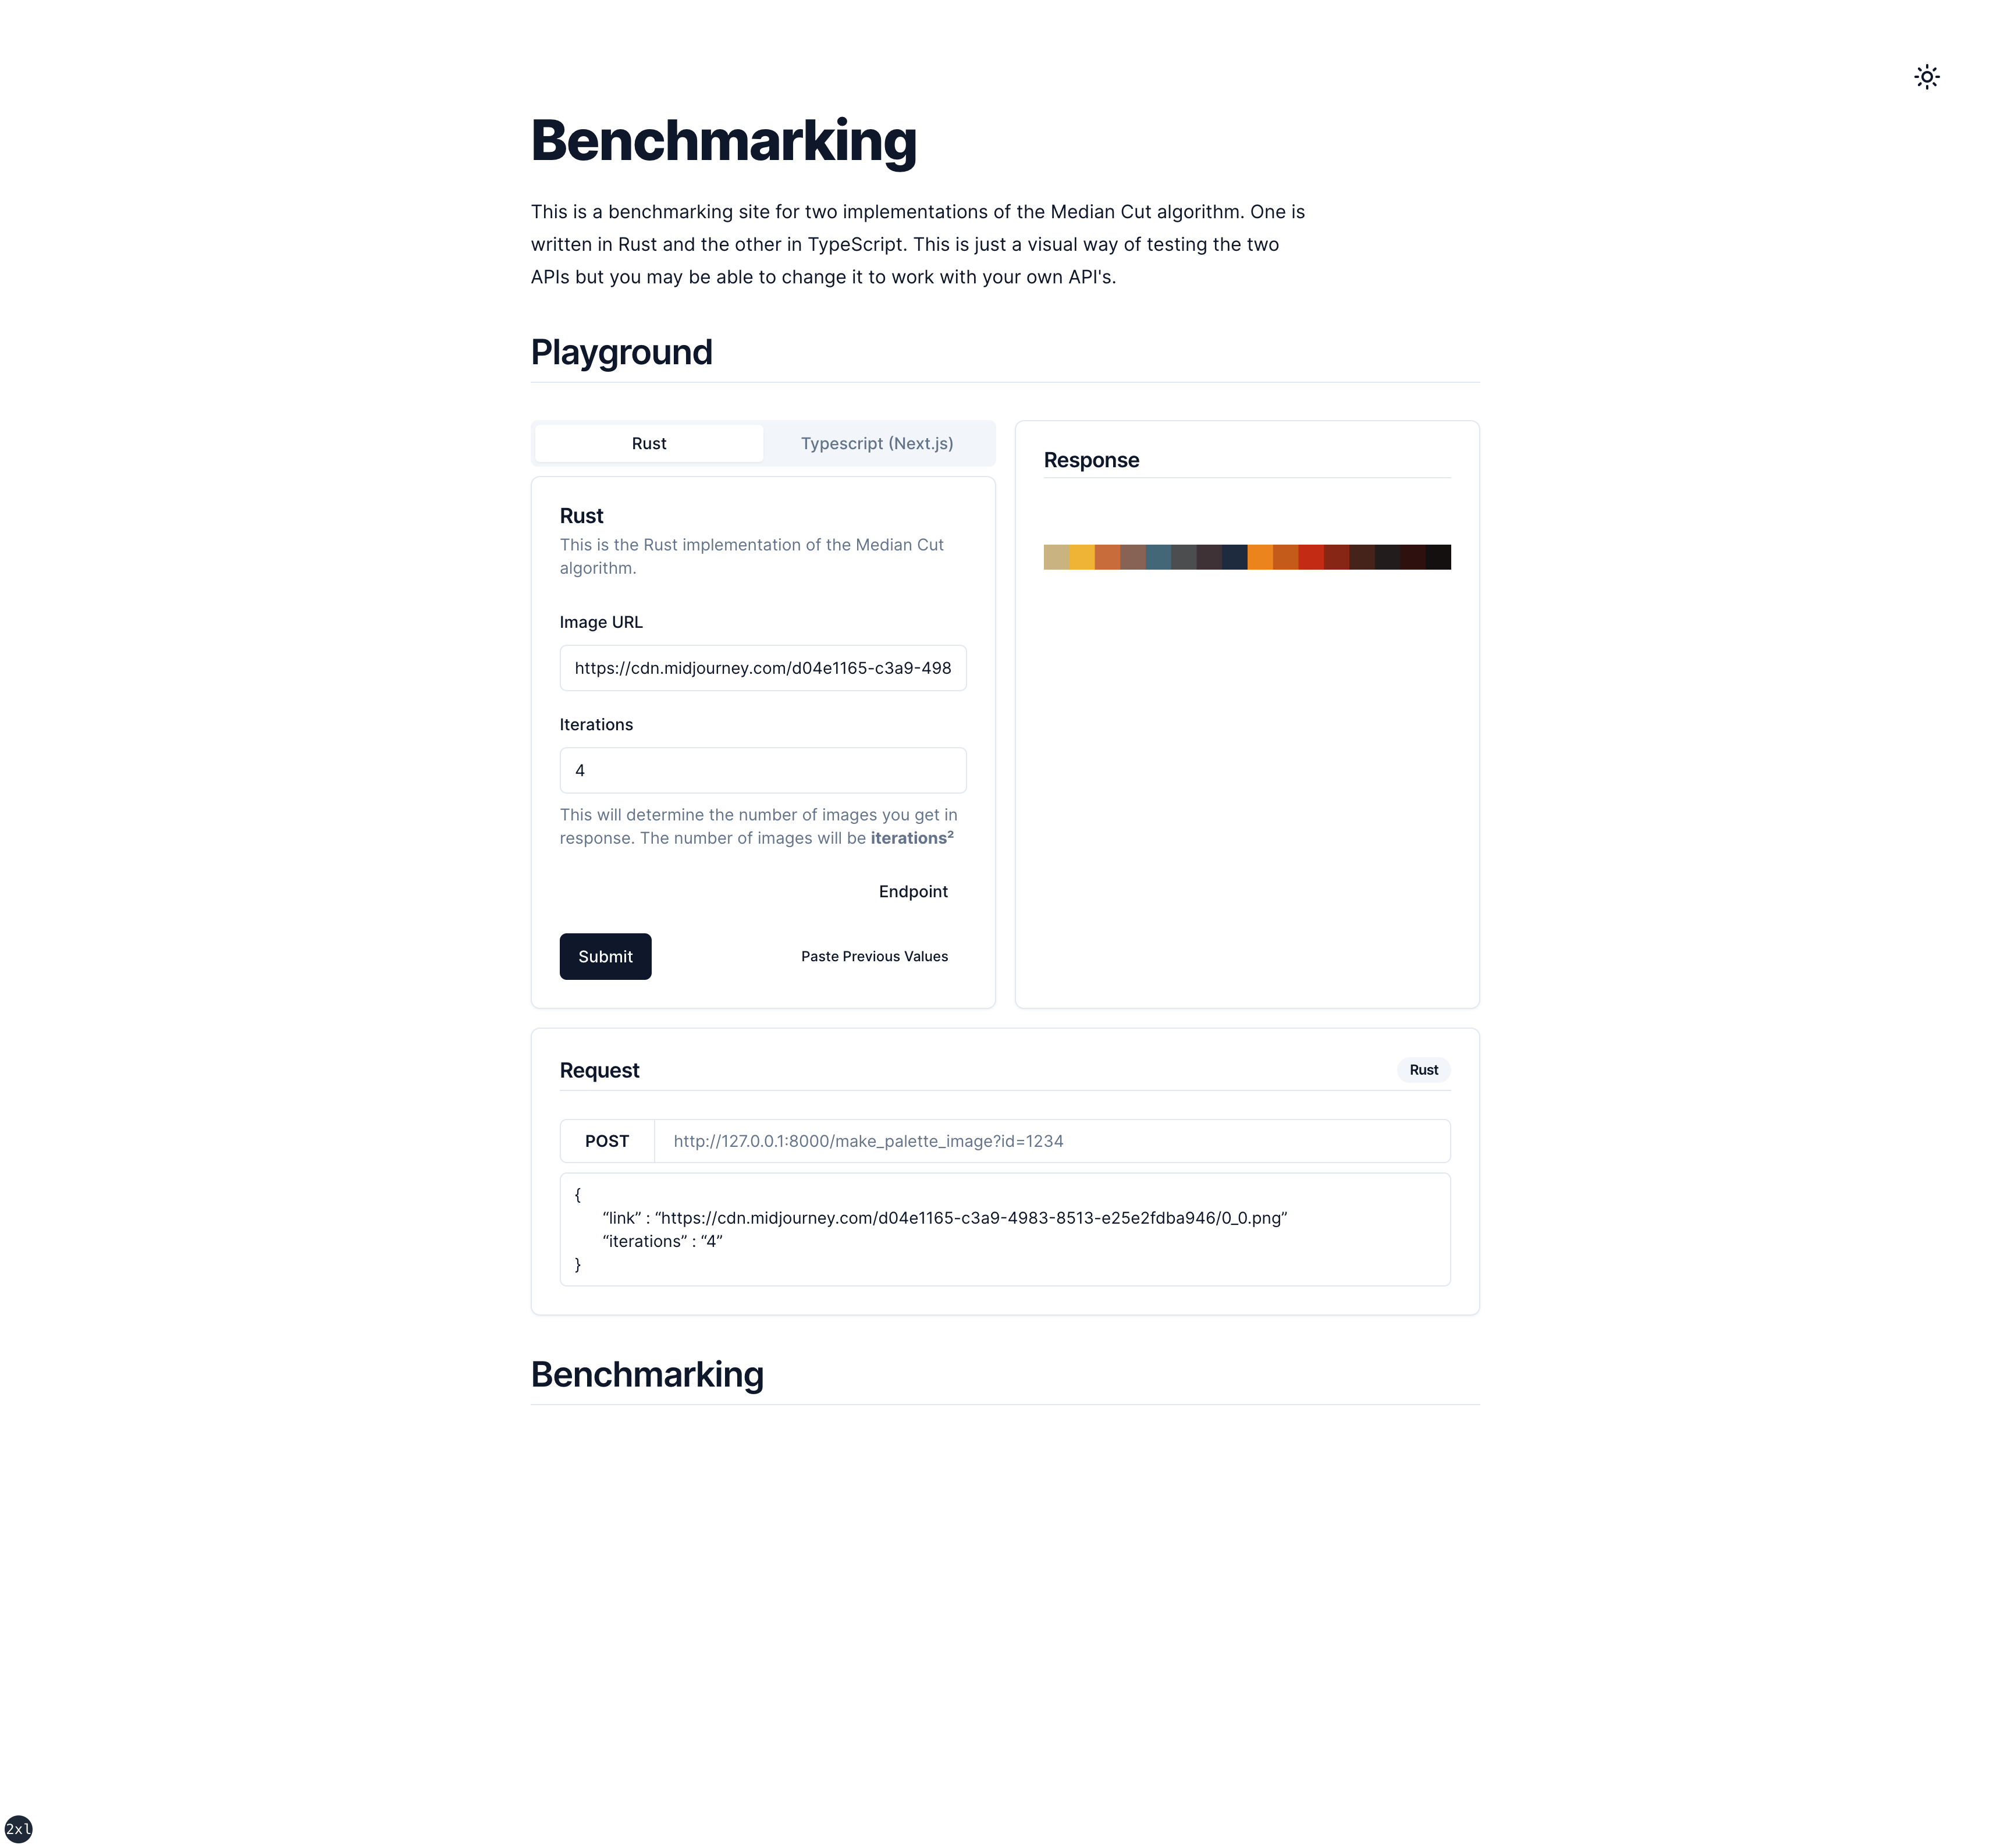 Benchmarking
This is a benchmarking site for two implementations of the Median Cut algorithm. One is
written in Rust and the other in TypeScript. This is just a visual way of testing the two
APIs but you may be able to change it to work with your own API's.
Playground
Rust
Typescript (Next.js)
Rust
This is the Rust implementation of the Median Cut
algorithm.
Image URL
https://cdn.midjourney.com/d04e1165-c3a9-498
Iterations
4
This will determine the number of images you get in
response. The number of images will be iterations²
Endpoint
Submit
Paste Previous Values
Response
Request
Rust
POST
http://127.0.0.1:8000/make_palette_image?id=1234
{
“link” : “https://cdn.midjourney.com/d04e1165-c3a9-4983-8513-e25e2fdba946/0_0.png”
“iterations” : “4”
}
Benchmarking
2xl